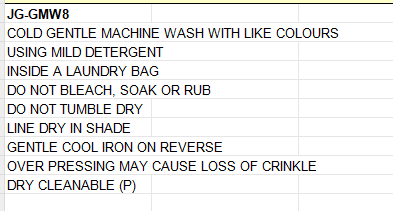 JG-GMW8
COLD GENTLE MACHINE WASH WITH LIKE COLOURS
USING MILD DETERGENT
INSIDE A LAUNDRY BAG
DO NOT BLEACH, SOAK OR RUB
DO NOT TUMBLE DRY
LINE DRY IN SHADE
GENTLE COOL IRON ON REVERSE
OVER PRESSING MAY CAUSE LOSS OF CRINKLE
DRY CLEANABLE (P)